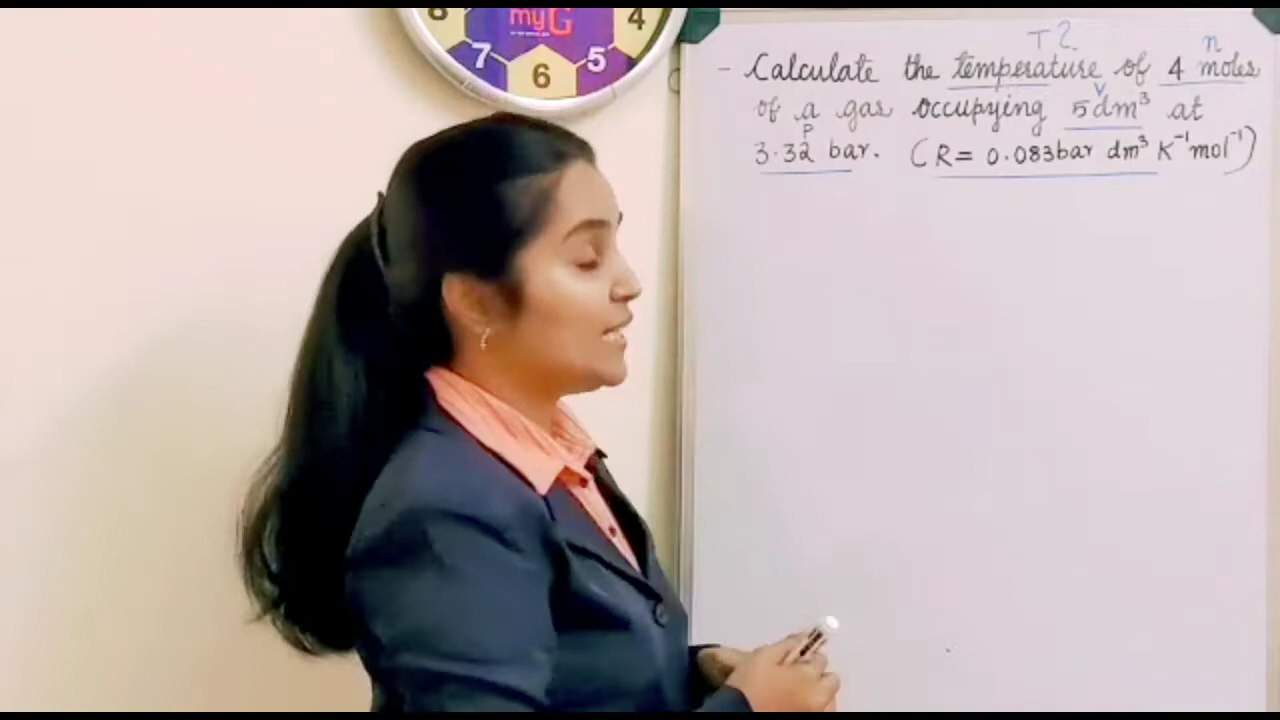 8 myG 4
7 5
6
T ?
n
- Calculate the temperature of 4 moles
V
of a gas occupying 5dm³ at
P
3.32 bar. (R = 0.083bar dm³ K⁻¹mol⁻¹)